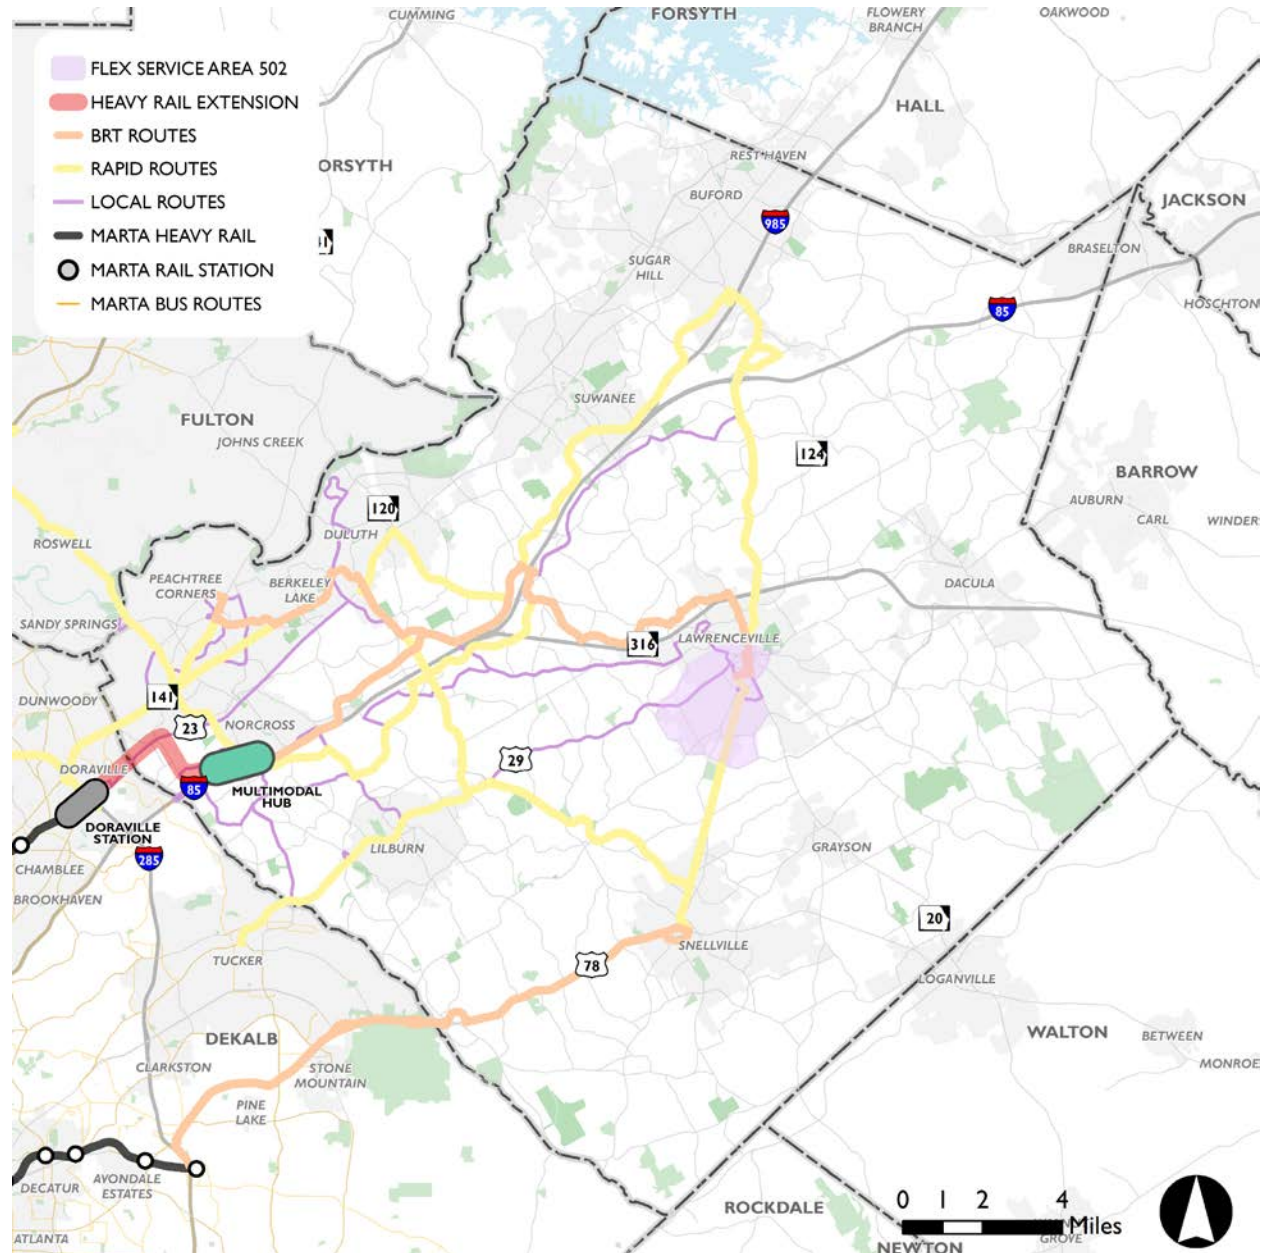 CUMMING
FORSYTH
FLOWERY
BRANCH
OAKWOOD
FLEX SERVICE AREA 502
HEAVY RAIL EXTENSION
BRT ROUTES
RAPID ROUTES
LOCAL ROUTES
MARTA HEAVY RAIL
MARTA RAIL STATION
MARTA BUS ROUTES
HALL
REST HAVEN
ORSYTH
BUFORD
JACKSON
985
BRASELTON
SUGAR
HILL
HOSCHTON
85
SUWANEE
FULTON
JOHNS CREEK
124
BARROW
AUBURN
CARL
WINDER
120
DULUTH
ROSWELL
PEACHTREE
CORNERS
BERKELEY
LAKE
DACULA
SANDY SPRINGS
316
LAWRENCEVILLE
DUNWOODY
141
23
NORCROSS
29
DORAVILLE
85
MULTIMODAL
HUB
DORAVILLE
STATION
285
LILBURN
GRAYSON
CHAMBLEE
BROOKHAVEN
20
TUCKER
SNELLVILLE
78
LOGANVILLE
DEKALB
WALTON
BETWEEN
MONROE
CLARKSTON
STONE
MOUNTAIN
PINE
LAKE
AVONDALE
ESTATES
DECATUR
ROCKDALE
0 1 2 4
Miles
GROVE
ATLANTA
NEWTON